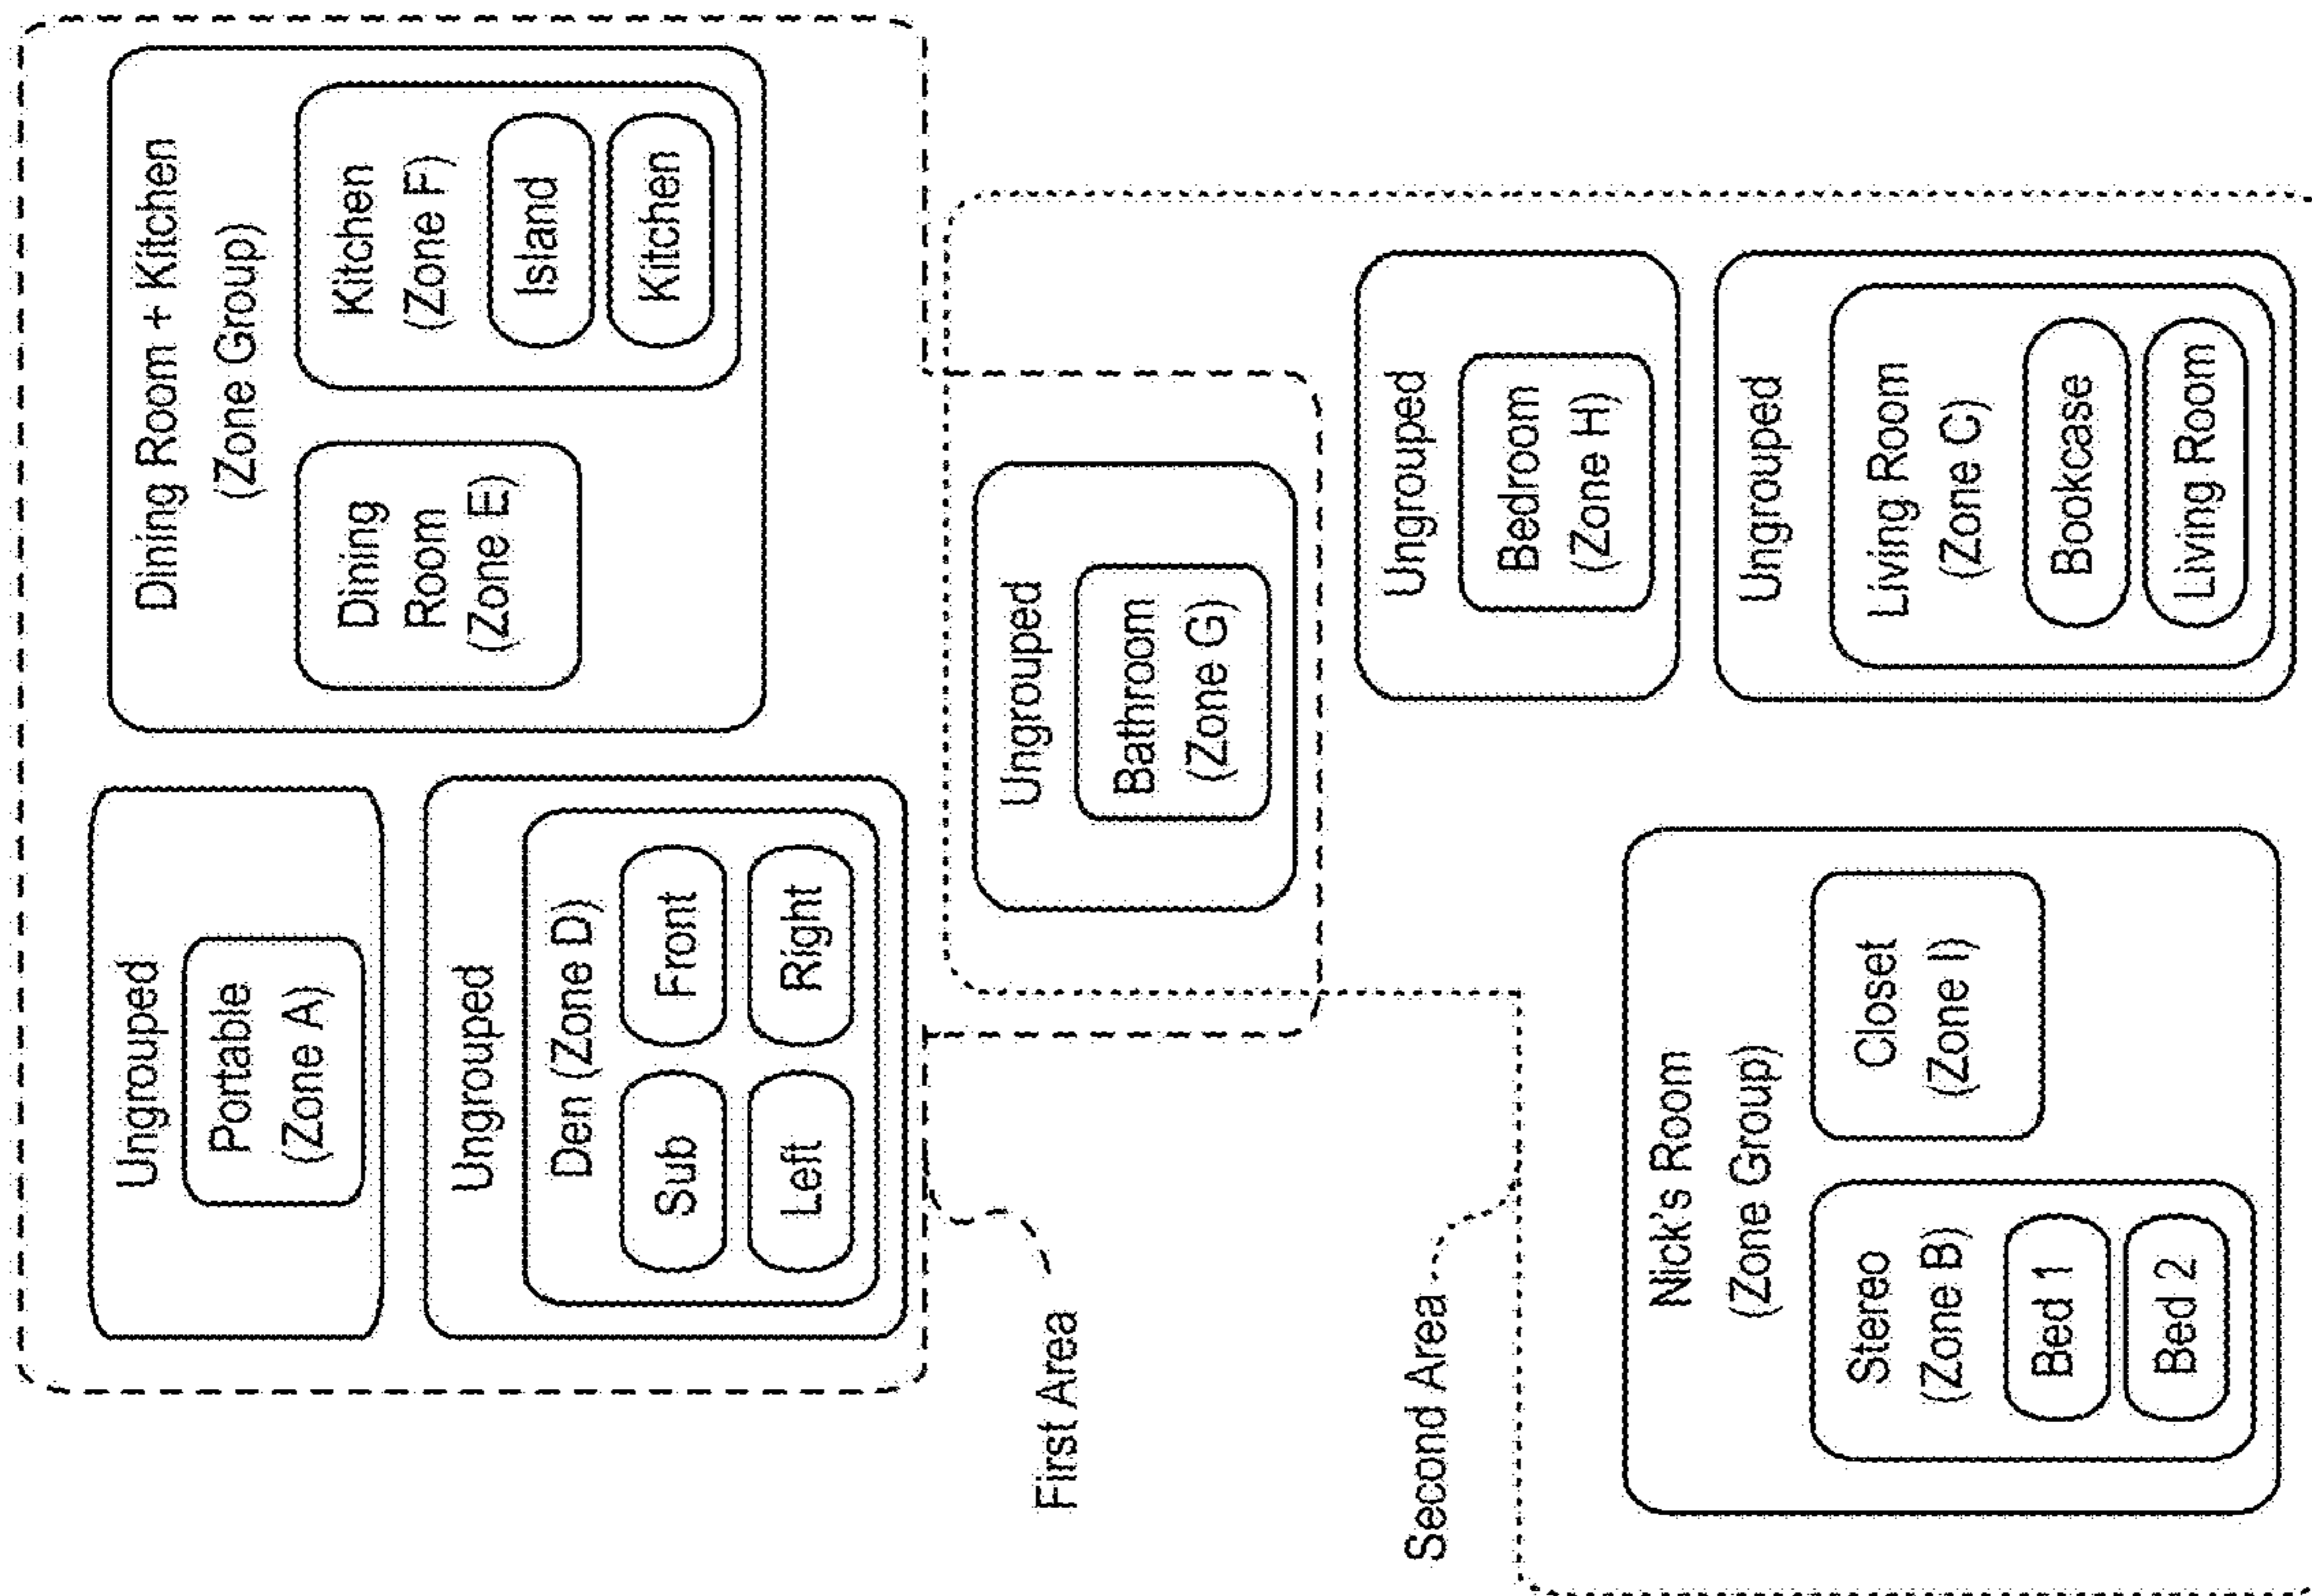 Ungrouped
Portable
(Zone A)
Ungrouped
Den (Zone D)
Sub
Front
Left
Right
Dining Room + Kitchen
(Zone Group)
Dining
Room
(Zone E)
Kitchen
(Zone F)
Island
Kitchen
First Area
Ungrouped
Bathroom
(Zone G)
Second Area
Ungrouped
Bedroom
(Zone H)
Nick's Room
(Zone Group)
Stereo
(Zone B)
Bed 1
Bed 2
Closet
(Zone I)
Ungrouped
Living Room
(Zone C)
Bookcase
Living Room